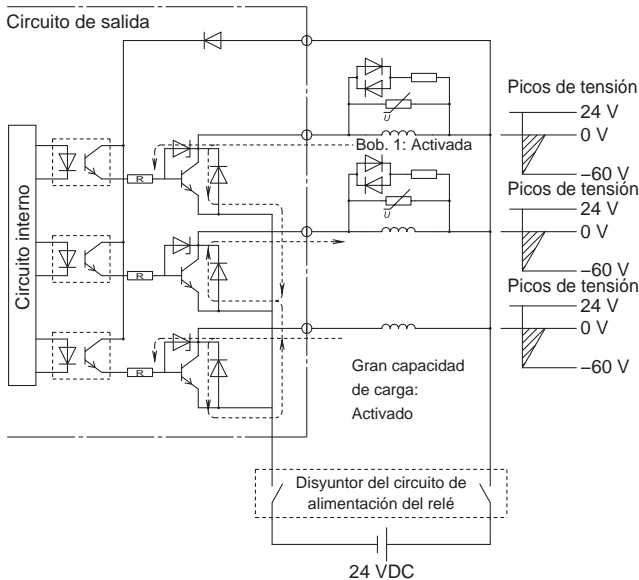 Circuito de salida
Picos de tensión
24 V
0 V
–60 V
Bob. 1: Activada
U
Circuito interno
R
Picos de tensión
24 V
0 V
–60 V
U
R
Picos de tensión
24 V
0 V
–60 V
R
Gran capacidad
de carga:
Activado
Disyuntor del circuito de
alimentación del relé
24 VDC